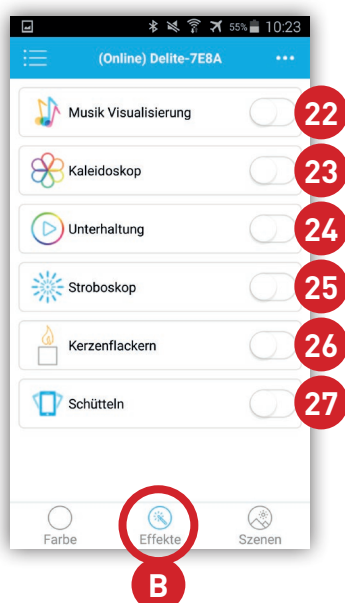 55% 10:23
(Online) Delite-7E8A
Musik Visualisierung 22
Kaleidoskop 23
Unterhaltung 24
Stroboskop 25
Kerzenflackern 26
Schütteln 27
Farbe Effekte Szenen
B